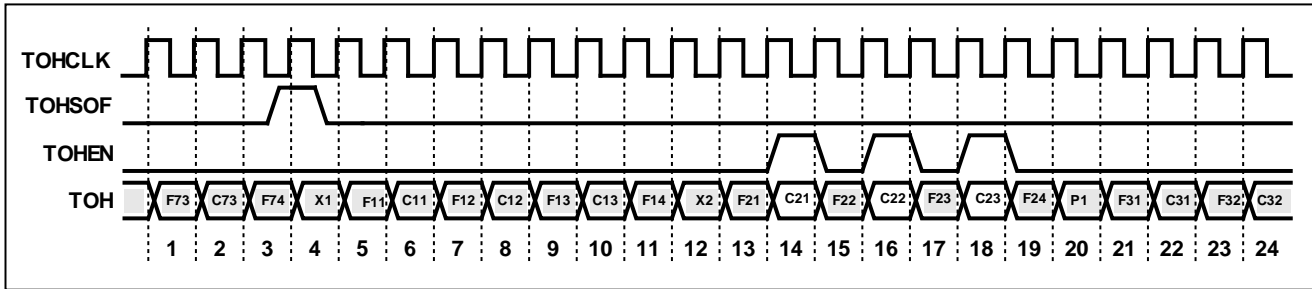 TOHCLK
TOHSOF
TOHEN
TOH F73 C73 F74 X1 F11 C11 F12 C12 F13 C13 F14 X2 F21 C21 F22 C22 F23 C23 F24 P1 F31 C31 F32 C32
1 2 3 4 5 6 7 8 9 10 11 12 13 14 15 16 17 18 19 20 21 22 23 24